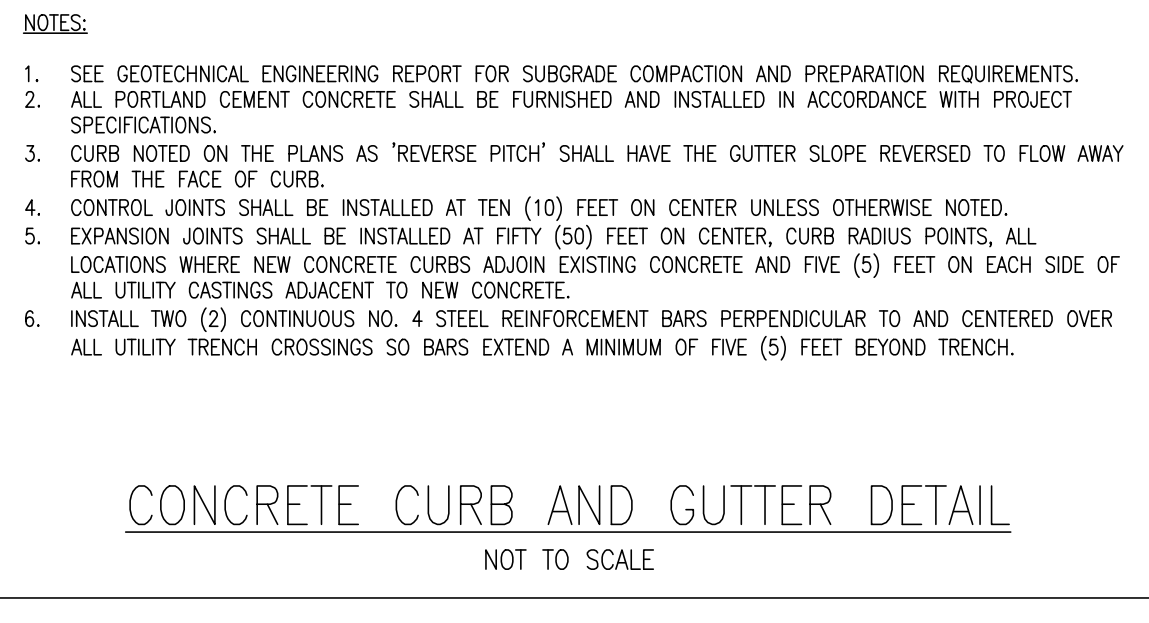 NOTES:
1. SEE GEOTECHNICAL ENGINEERING REPORT FOR SUBGRADE COMPACTION AND PREPARATION REQUIREMENTS.
2. ALL PORTLAND CEMENT CONCRETE SHALL BE FURNISHED AND INSTALLED IN ACCORDANCE WITH PROJECT
SPECIFICATIONS.
3. CURB NOTED ON THE PLANS AS 'REVERSE PITCH' SHALL HAVE THE GUTTER SLOPE REVERSED TO FLOW AWAY
FROM THE FACE OF CURB.
4. CONTROL JOINTS SHALL BE INSTALLED AT TEN (10) FEET ON CENTER UNLESS OTHERWISE NOTED.
5. EXPANSION JOINTS SHALL BE INSTALLED AT FIFTY (50) FEET ON CENTER, CURB RADIUS POINTS, ALL
LOCATIONS WHERE NEW CONCRETE CURBS ADJOIN EXISTING CONCRETE AND FIVE (5) FEET ON EACH SIDE OF
ALL UTILITY CASTINGS ADJACENT TO NEW CONCRETE.
6. INSTALL TWO (2) CONTINUOUS NO. 4 STEEL REINFORCEMENT BARS PERPENDICULAR TO AND CENTERED OVER
ALL UTILITY TRENCH CROSSINGS SO BARS EXTEND A MINIMUM OF FIVE (5) FEET BEYOND TRENCH.
CONCRETE CURB AND GUTTER DETAIL
NOT TO SCALE